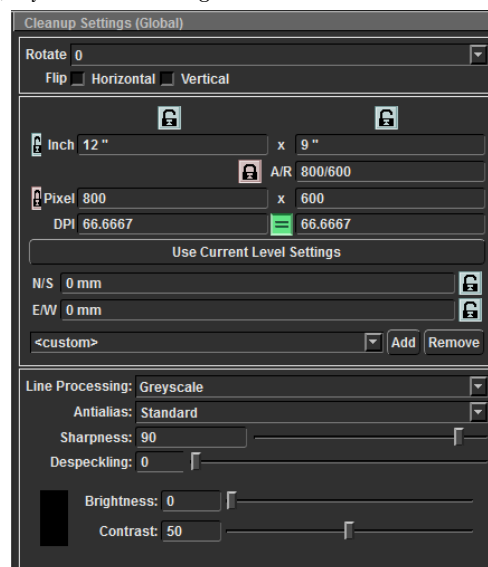 Cleanup Settings (Global)
Rotate 0
Flip Horizontal Vertical
Inch 12 " x 9 "
A/R 800/600
Pixel 800 x 600
DPI 66.6667 = 66.6667
Use Current Level Settings
N/S 0 mm
E/W 0 mm
<custom> Add Remove
Line Processing: Greyscale
Antialias: Standard
Sharpness: 90
Despeckling: 0
Brightness: 0
Contrast: 50